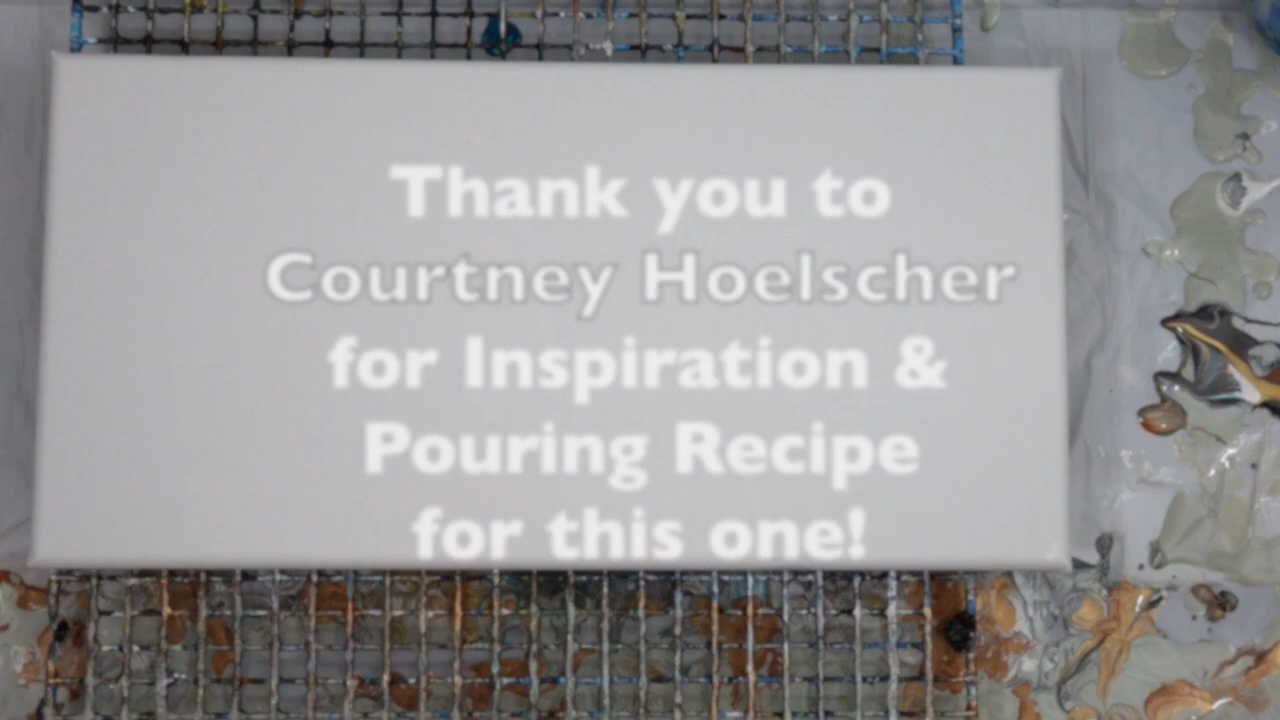 Thank you to
Courtney Hoelscher
for Inspiration &
Pouring Recipe
for this one!